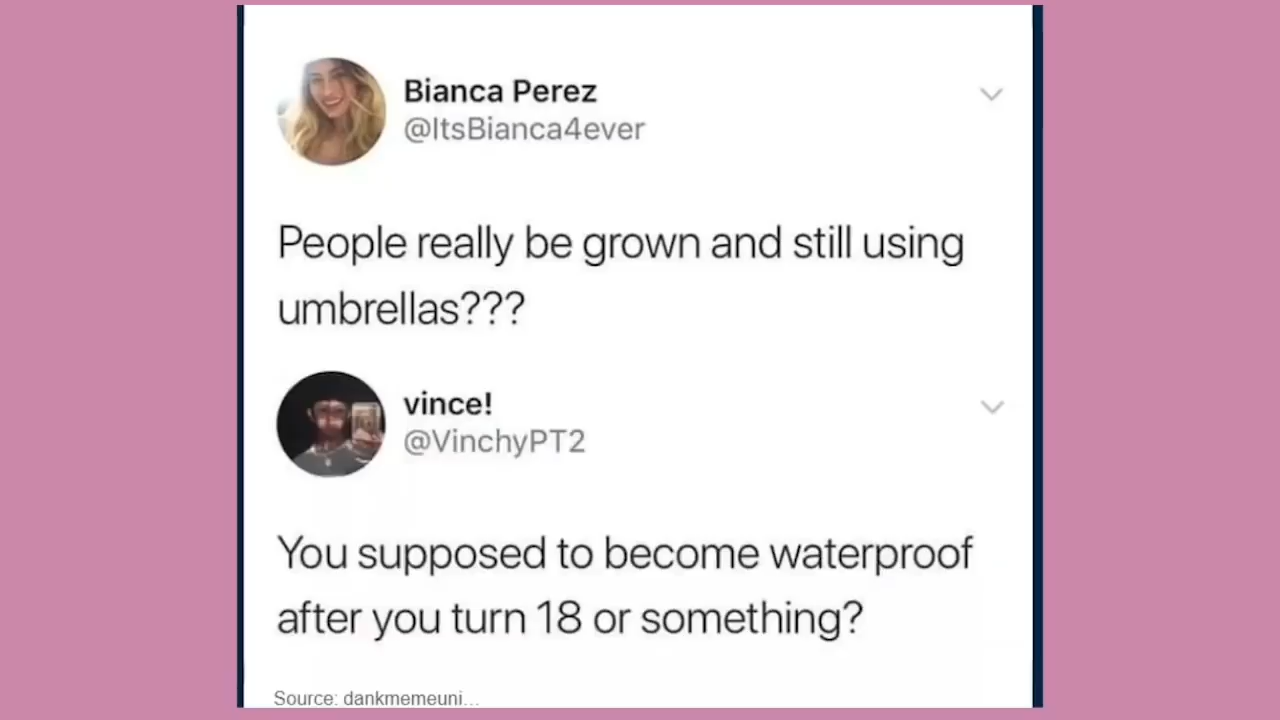 Bianca Perez
@ItsBianca4ever
People really be grown and still using
umbrellas???
vince!
@VinchyPT2
You supposed to become waterproof
after you turn 18 or something?
Source: dankmemeuni...